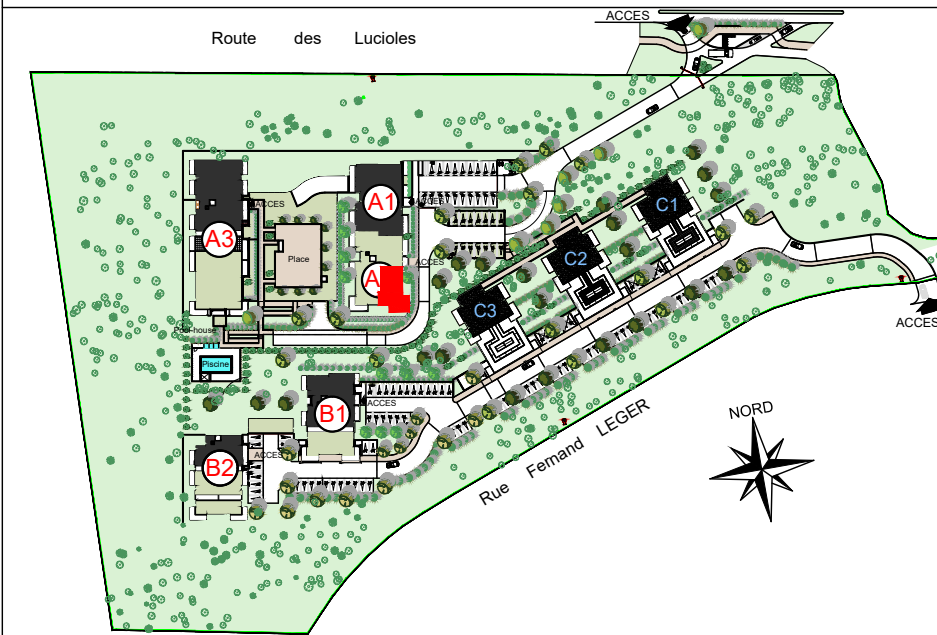 ACCES
Route des Lucioles
A1
ACCES
ACCES
A3
Place
C1
C2
ACCES
A
C3
ACCES
Pool-house
Piscine
B1
ACCES
NORD
Rue Fernand LEGER
B2
ACCES